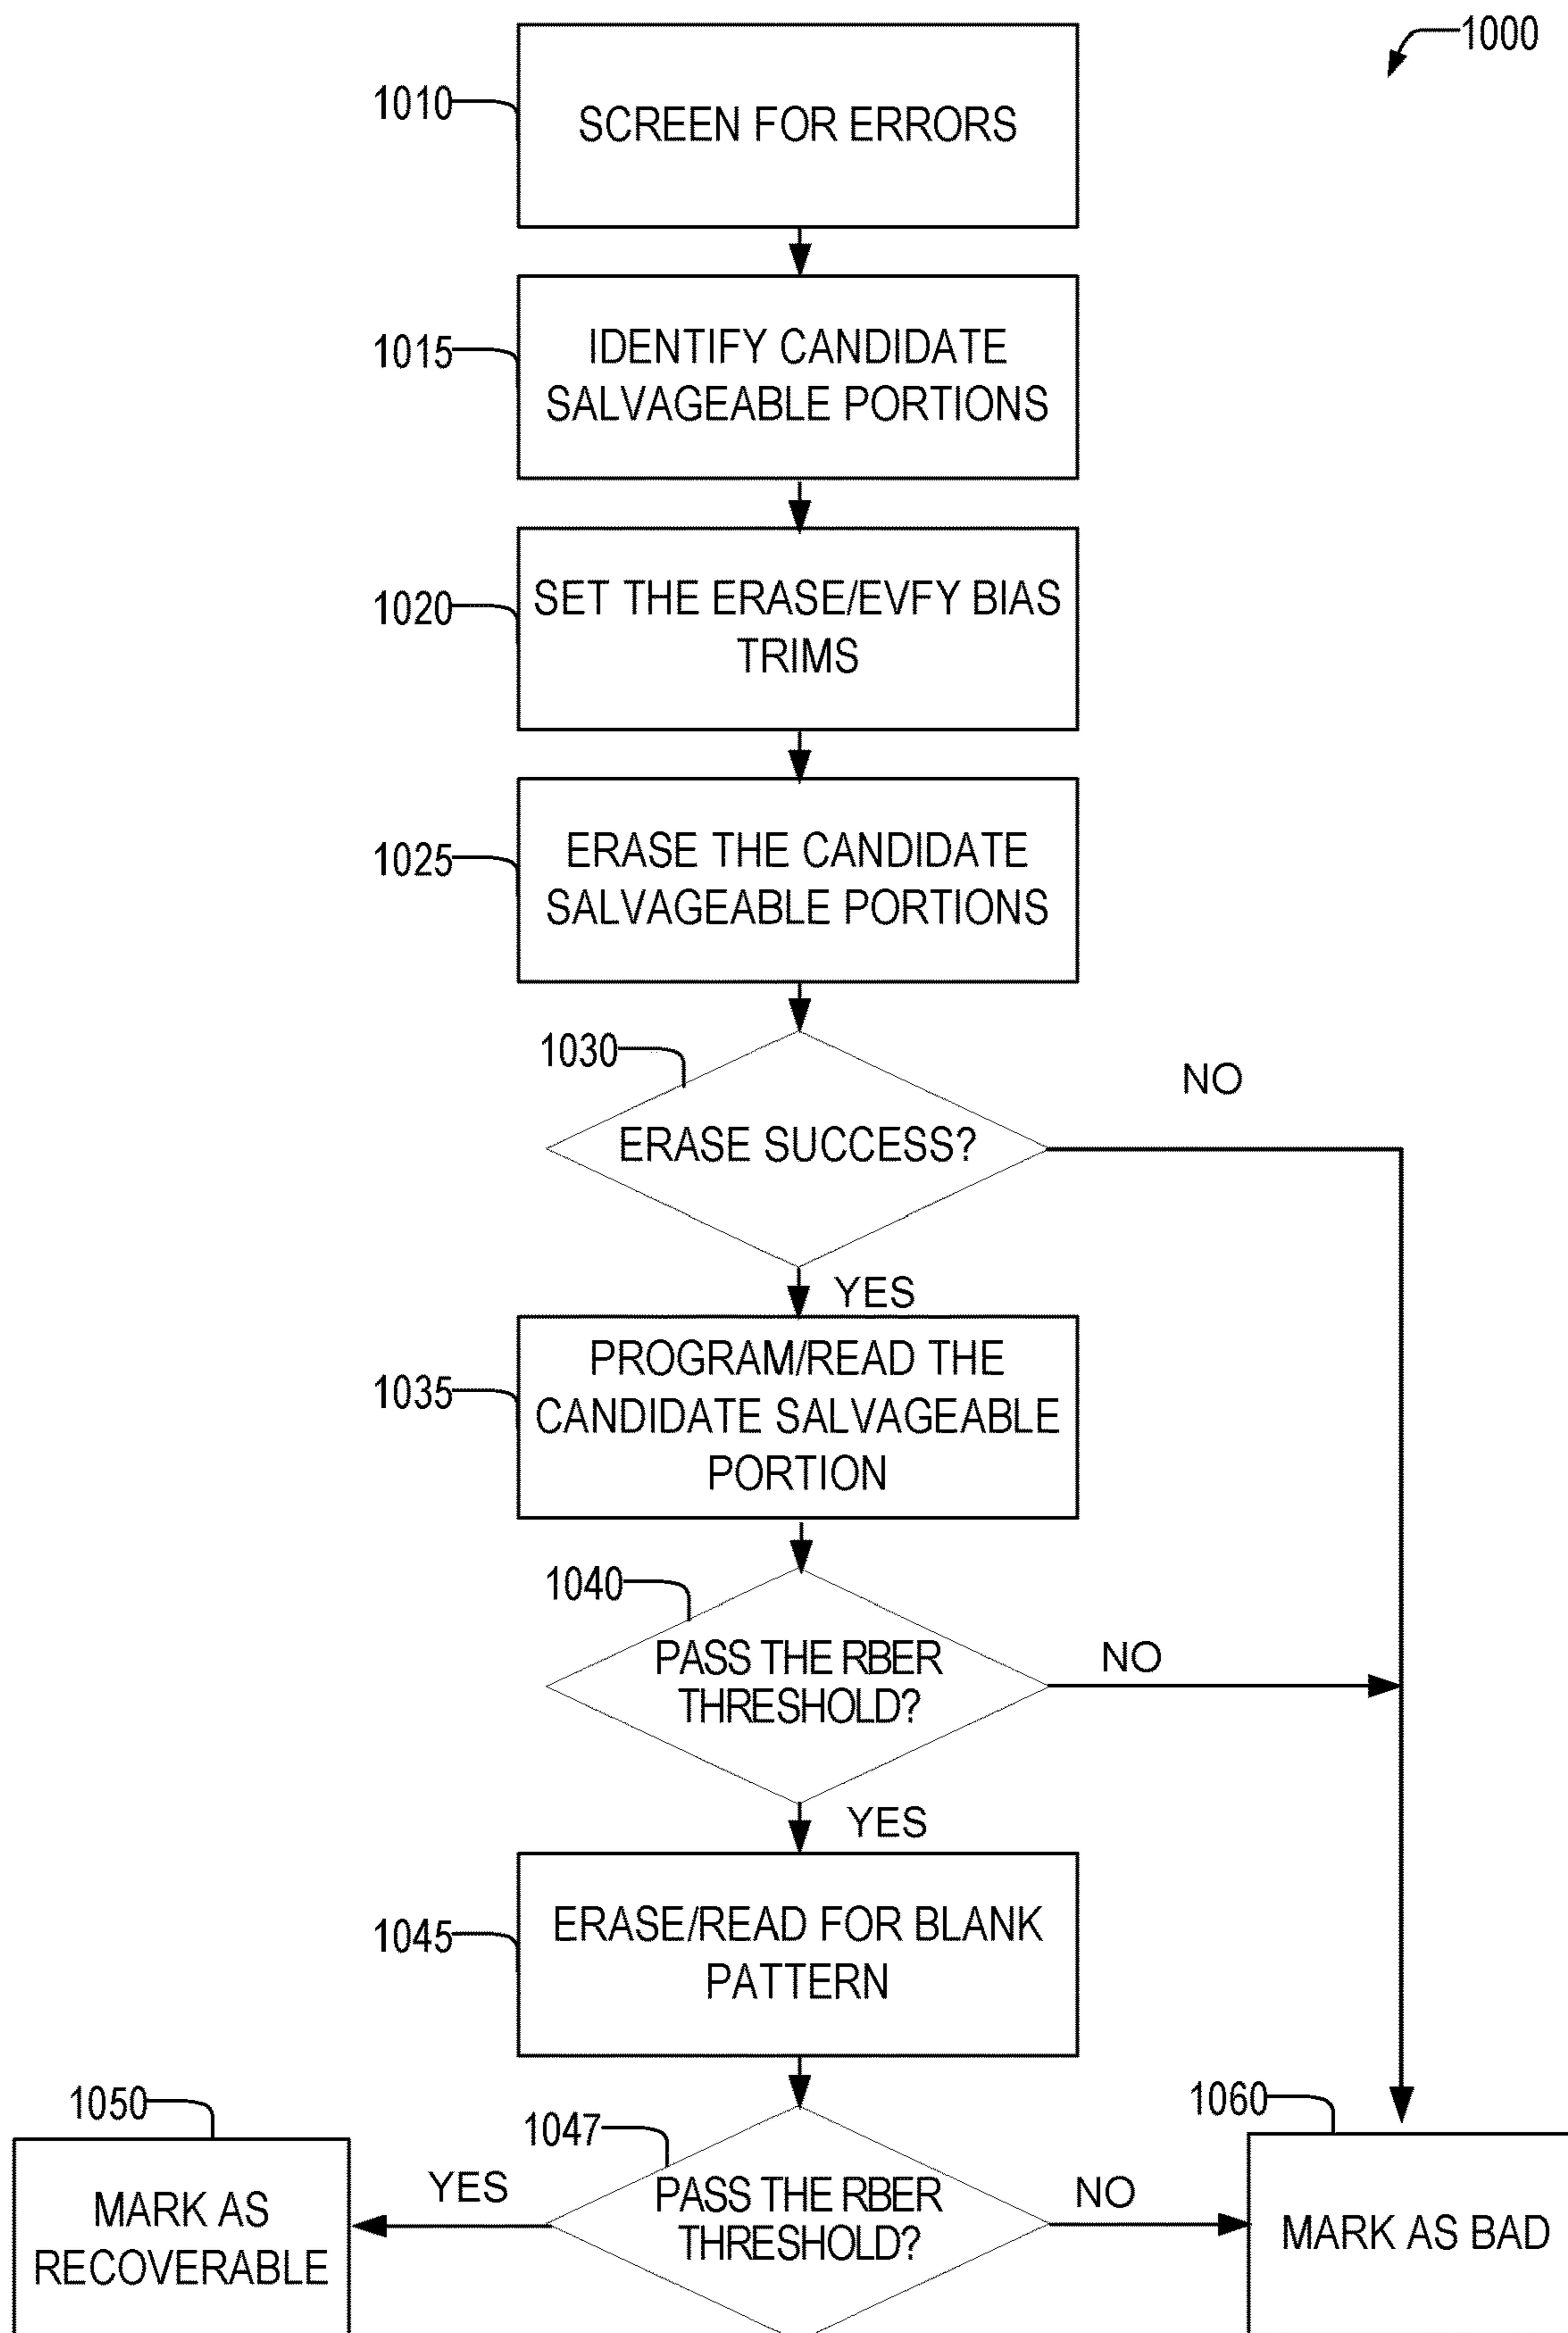 1000
1010
SCREEN FOR ERRORS
1015
IDENTIFY CANDIDATE
SALVAGEABLE PORTIONS
1020
SET THE ERASE/EVFY BIAS
TRIMS
1025
ERASE THE CANDIDATE
SALVAGEABLE PORTIONS
1030
NO
ERASE SUCCESS?
YES
1035
PROGRAM/READ THE
CANDIDATE SALVAGEABLE
PORTION
1040
PASS THE RBER
THRESHOLD?
NO
YES
1045
ERASE/READ FOR BLANK
PATTERN
1050
1047
1060
MARK AS
RECOVERABLE
YES
PASS THE RBER
THRESHOLD?
NO
MARK AS BAD